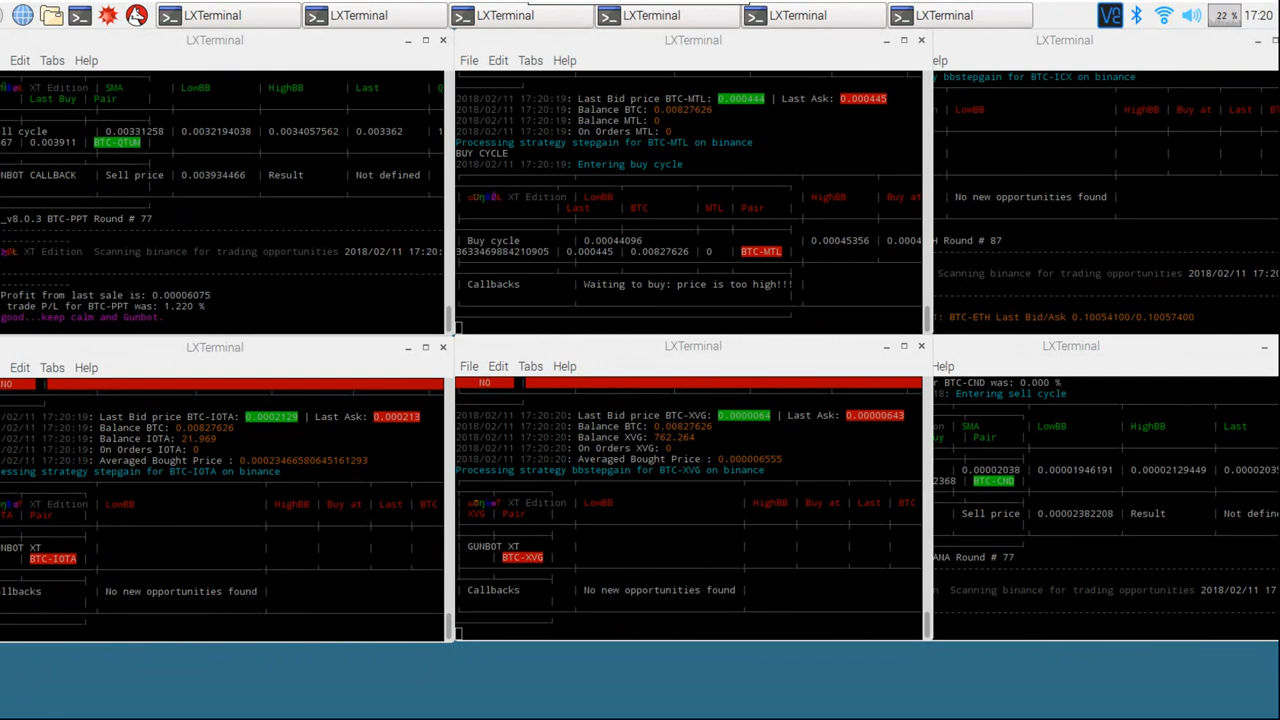 LXTerminal LXTerminal LXTerminal LXTerminal LXTerminal LXTerminal V2 22 % 17:20
LXTerminal
Edit Tabs Help
XT Edition | SMA | LowBB | HighBB | Last
Last Buy | Pair
ll cycle | 0.00331258 | 0.0032194038 | 0.0034057562 | 0.003362
67 | 0.003911 | BTC-QTUM
NBOT CALLBACK | Sell price | 0.003934466 | Result | Not defined
_v8.0.3 BTC-PPT Round # 77
XT Edition | Scanning binance for trading opportunities 2018/02/11 17:20:
Profit from last sale is: 0.00006075
trade P/L for BTC-PPT was: 1.220 %
good...keep calm and Gunbot.
LXTerminal
File Edit Tabs Help
2018/02/11 17:20:19: Last Bid price BTC-MTL: 0.000444 | Last Ask: 0.000445
2018/02/11 17:20:19: Balance BTC: 0.00827626
2018/02/11 17:20:19: Balance MTL: 0
2018/02/11 17:20:19: On Orders MTL: 0
Processing strategy stepgain for BTC-MTL on binance
BUY CYCLE
2018/02/11 17:20:19: Entering buy cycle
XT Edition | LowBB | HighBB | Buy at
Last | BTC | MTL | Pair
Buy cycle | 0.00044096 | 0.00045356 | 0.0004
3633469884210905 | 0.000445 | 0.00827626 | 0 | BTC-MTL
Callbacks | Waiting to buy: price is too high!!!
LXTerminal
elp
y bbstepgain for BTC-ICX on binance
LowBB | HighBB | Buy at
No new opportunities found
H Round # 87
Scanning binance for trading opportunities 2018/02/11 17:20
1: BTC-ETH Last Bid/Ask 0.10054100/0.10057400
LXTerminal
Edit Tabs Help
NO
/02/11 17:20:19: Last Bid price BTC-IOTA: 0.0002129 | Last Ask: 0.000213
/02/11 17:20:19: Balance BTC: 0.00827626
/02/11 17:20:19: Balance IOTA: 21.969
/02/11 17:20:19: On Orders IOTA: 0
/02/11 17:20:19: Averaged Bought Price : 0.00023466580645161293
essing strategy stepgain for BTC-IOTA on binance
XT Edition | LowBB | HighBB | Buy at | Last | BTC
TA | Pair
NBOT XT
BTC-IOTA
llbacks | No new opportunities found
LXTerminal
File Edit Tabs Help
NO
2018/02/11 17:20:20: Last Bid price BTC-XVG: 0.0000064 | Last Ask: 0.00000643
2018/02/11 17:20:20: Balance BTC: 0.00827626
2018/02/11 17:20:20: Balance XVG: 762.264
2018/02/11 17:20:20: On Orders XVG: 0
2018/02/11 17:20:20: Averaged Bought Price : 0.000006555
Processing strategy bbstepgain for BTC-XVG on binance
XT Edition | LowBB | HighBB | Buy at | Last | BTC
XVG | Pair
GUNBOT XT
BTC-XVG
Callbacks | No new opportunities found
LXTerminal
Help
r BTC-CND was: 0.000 %
18: Entering sell cycle
SMA | LowBB | HighBB | Last
Buy | Pair
0.00002038 | 0.00001946191 | 0.00002129449 | 0.0000203
2368 | BTC-CND
Sell price | 0.00002382208 | Result | Not defin
ANA Round # 77
Scanning binance for trading opportunities 2018/02/11 17